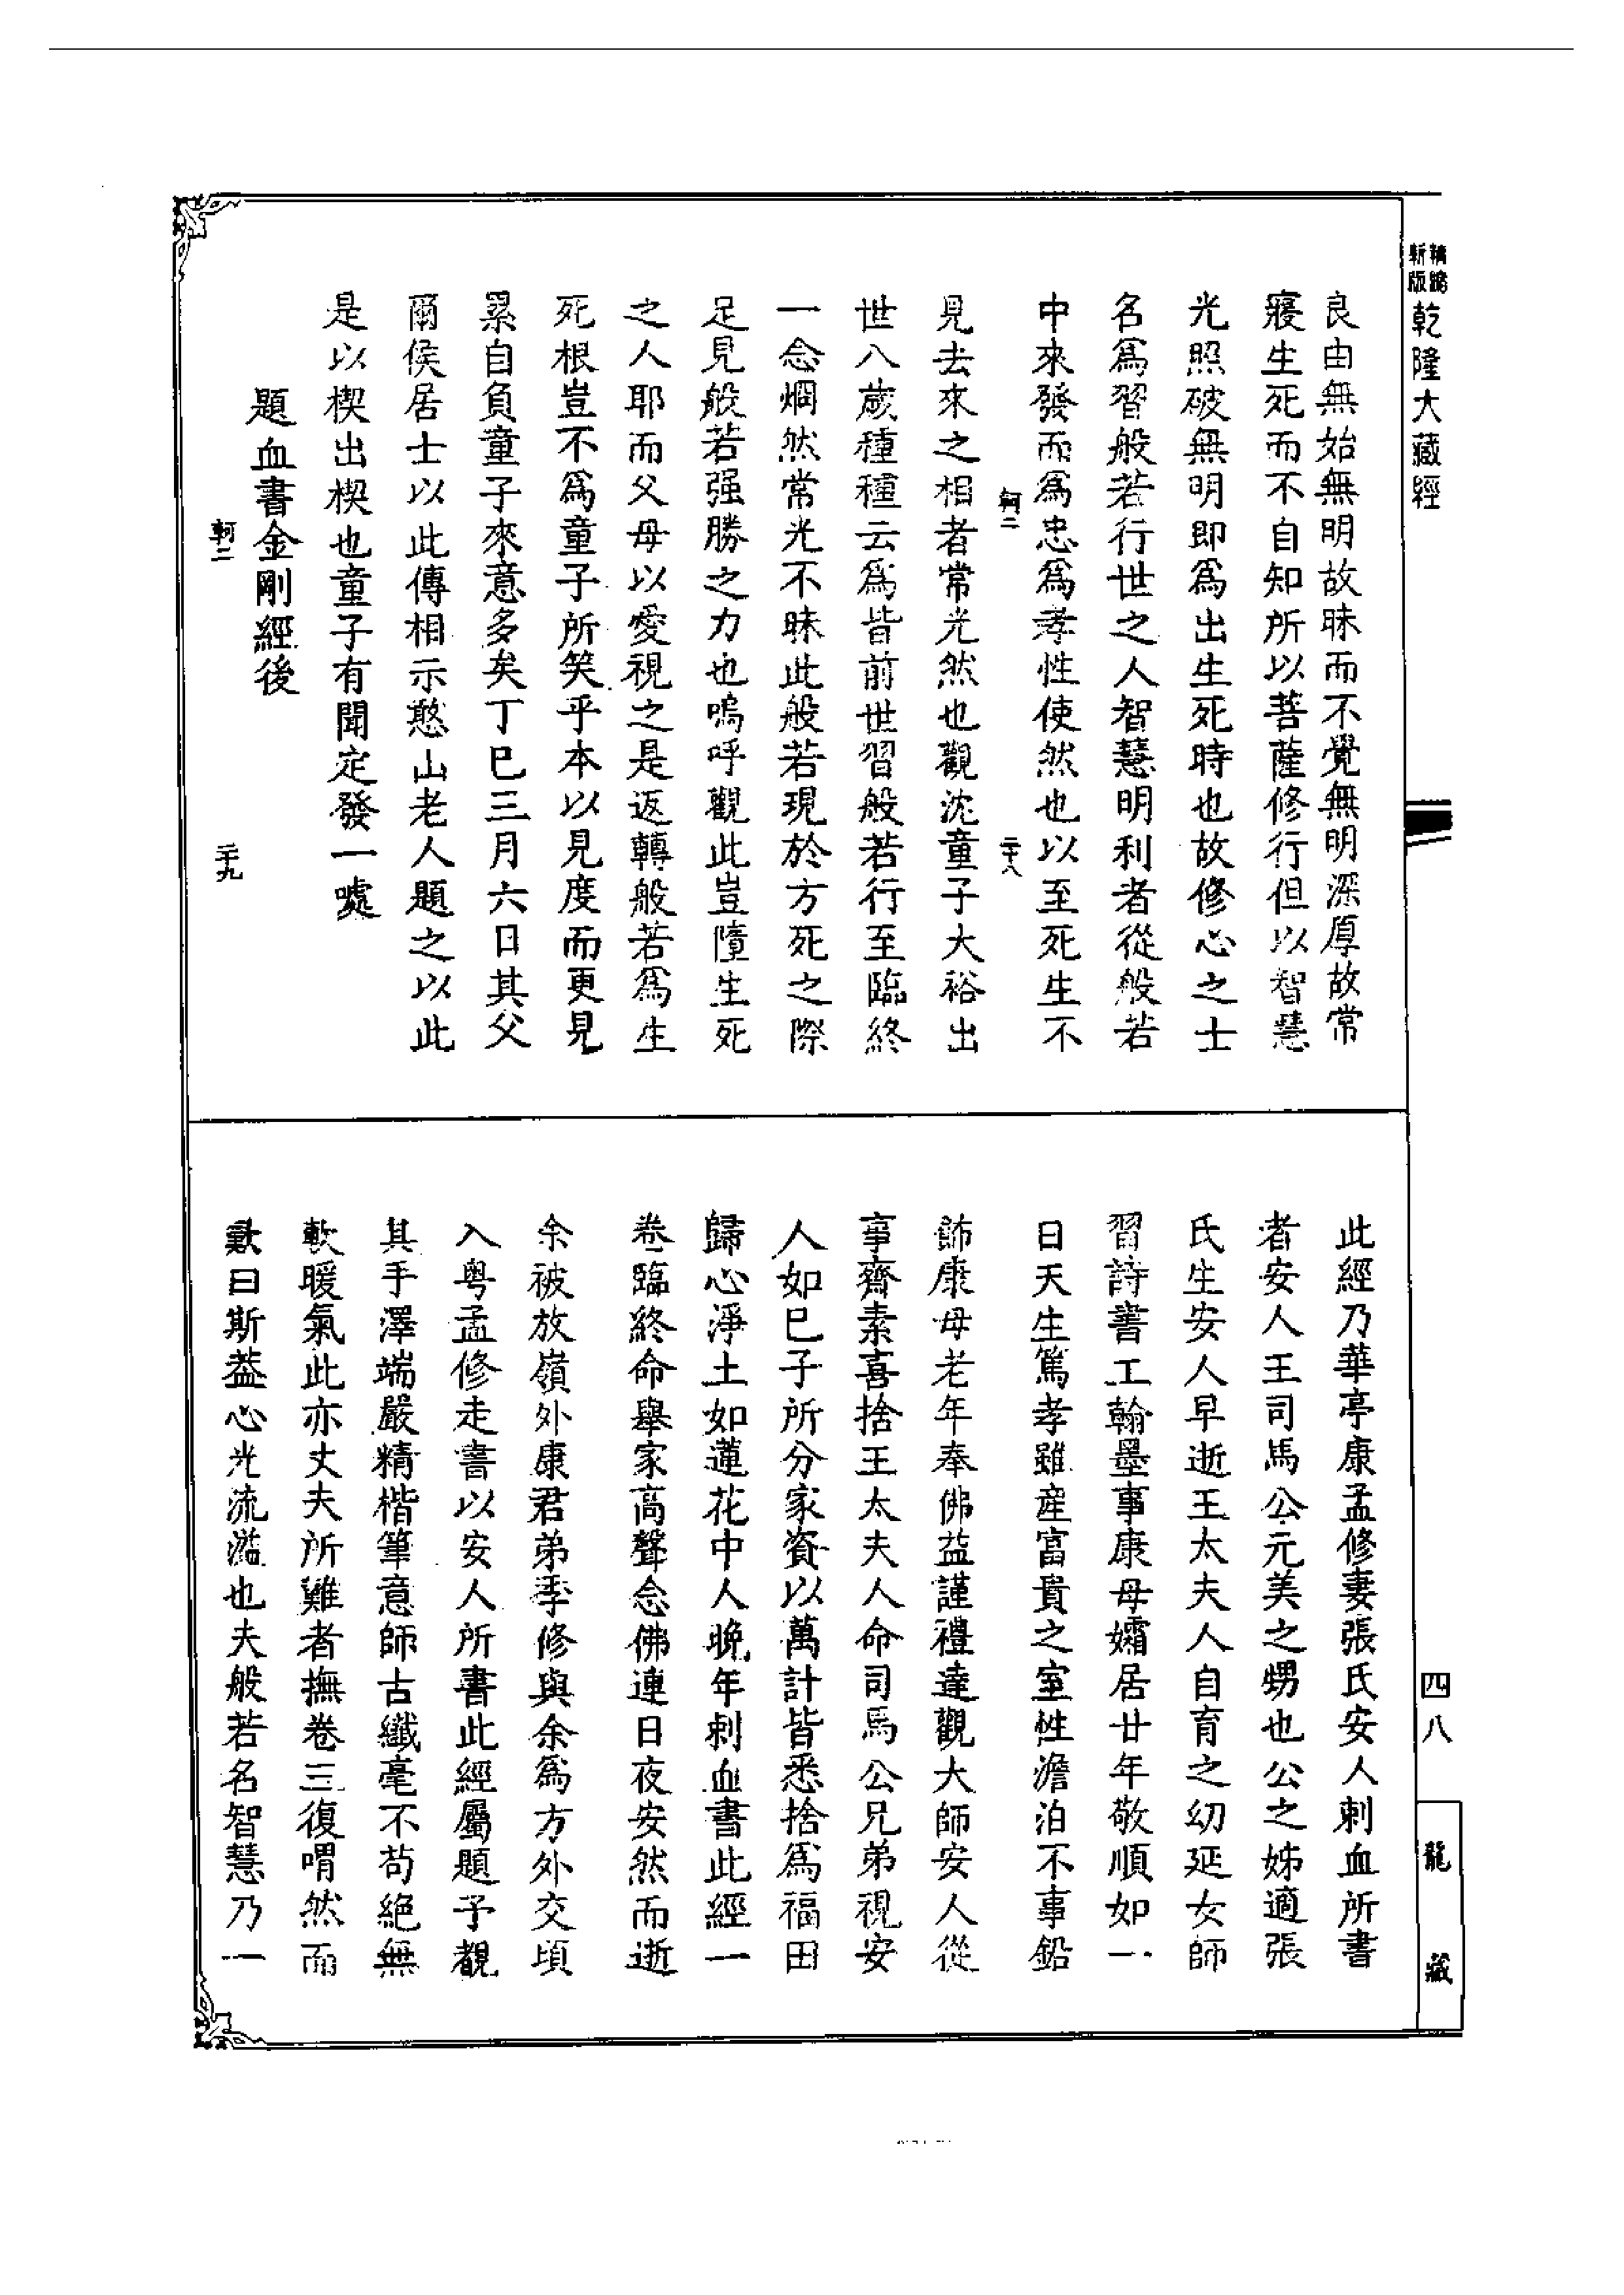 新版
精縮
乾隆大藏經
良由無始無明故昧而不覺無明深厚故常
寢生死而不自知所以菩薩修行但以智慧
光照破無明即爲出生死時也故修心之士
名爲習般若行世之人智慧明利者從般若
中來發而爲忠爲孝性使然也以至死生不
軻二
二十八
見去來之相者常光然也觀沈童子大裕出
世八歲種種云爲皆前世習般若行至臨終
一念烱然常光不昧此般若現於方死之際
足見般若强勝之力也嗚呼觀此豈墮生死
之人耶而父母以愛視之是返轉般若爲生
死根豈不爲童子所笑乎本以見度而更見
累自負童子來意多矣丁巳三月六日其父
爾侯居士以此傳相示憨山老人題之以此
是以楔出楔也童子有聞定發一噱
題血書金剛經後
軻二
二十九
此經乃華亭康孟修妻張氏安人刺血所書
者安人王司馬公元美之甥也公之姊適張
氏生安人早逝王太夫人自育之幼延女師
習詩書工翰墨事康母孀居廿年敬順如一
日天生篤孝雖產富貴之室性澹泊不事鉛
飾康母老年奉佛益謹禮達觀大師安人從
事齋素喜捨王太夫人命司馬公兄弟視安
人如已子所分家資以萬計皆悉捨爲福田
歸心淨土如蓮花中人晚年刺血書此經一
卷臨終命舉家高聲念佛連日夜安然而逝
余被放嶺外康君弟季修與余爲方外交頃
入粤孟修走書以安人所書此經屬題予觀
其手澤端嚴精楷筆意師古纖毫不苟絕無
軟暖氣此亦丈夫所難者撫卷三復喟然而
歎曰斯葢心光流溢也夫般若名智慧乃一
四八
龍藏